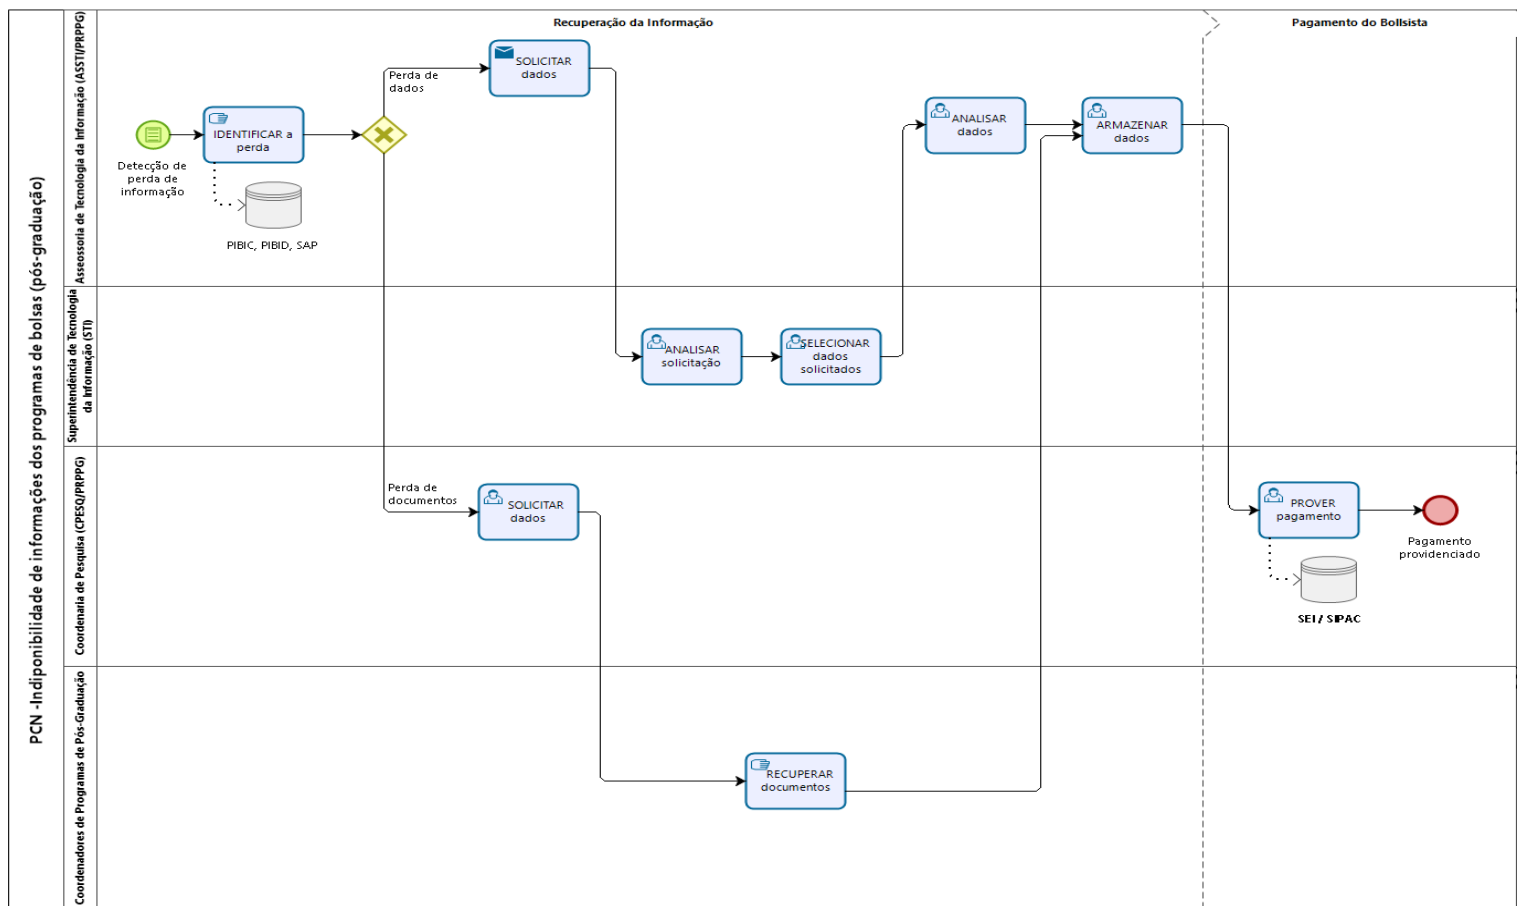 PCN -Indiponibilidade de informações dos programas de bolsas (pós-graduação)
Recuperação da Informação
Pagamento do Bollsista
Asseossoria de Tecnologia da Informação (ASSTI/PRPPG)
Detecção de
perda de
informação
IDENTIFICAR a
perda
PIBIC, PIBID, SAP
Perda de
dados
SOLICITAR
dados
ANALISAR
dados
ARMAZENAR
dados
Superintendência de Tecnologia
da Informação (STI)
ANALISAR
solicitação
SELECIONAR
dados
solicitados
Coordenaria de Pesquisa (CPESQ/PRPPG)
Perda de
documentos
SOLICITAR
dados
PROVER
pagamento
Pagamento
providenciado
SEI / SIPAC
Coordenadores de Programas de Pós-Graduação
RECUPERAR
documentos